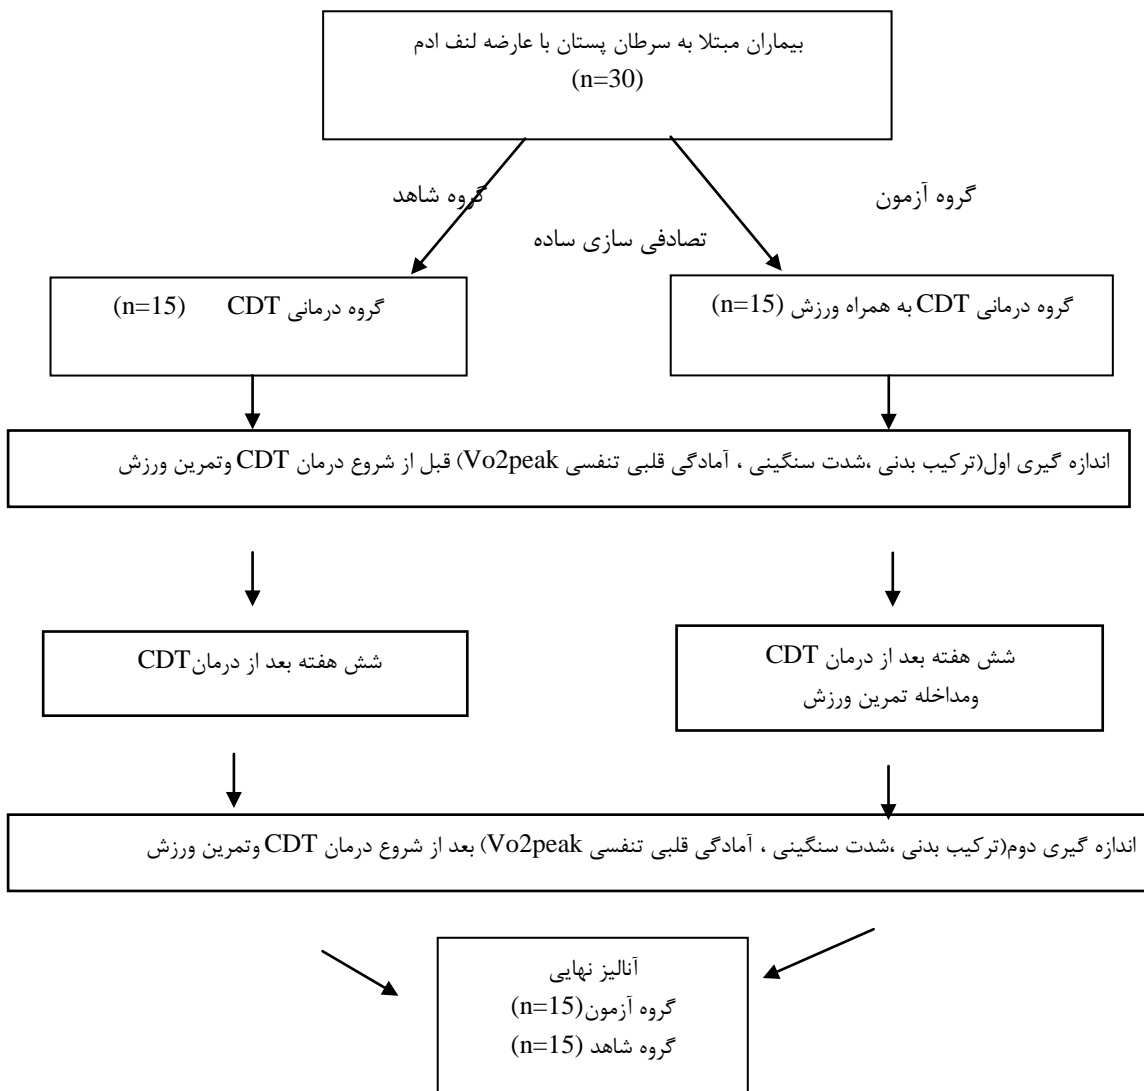 بیماران مبتلا به سرطان پستان با عارضه لنف ادم
(n=30)
گروه آزمون
گروه شاهد
تصادفی سازی ساده
گروه درمانی CDT به همراه ورزش (n=15)
گروه درمانی CDT (n=15)
اندازه گیری اول(ترکیب بدنی ،شدت سنگینی ، آمادگی قلبی تنفسی Vo2peak) قبل از شروع درمان CDT وتمرین ورزش
شش هفته بعد از درمان CDT
ومداخله تمرین ورزش
شش هفته بعد از درمانCDT
اندازه گیری دوم(ترکیب بدنی ،شدت سنگینی ، آمادگی قلبی تنفسی Vo2peak) بعد از شروع درمان CDT وتمرین ورزش
آنالیز نهایی
گروه آزمون(n=15)
گروه شاهد (n=15)